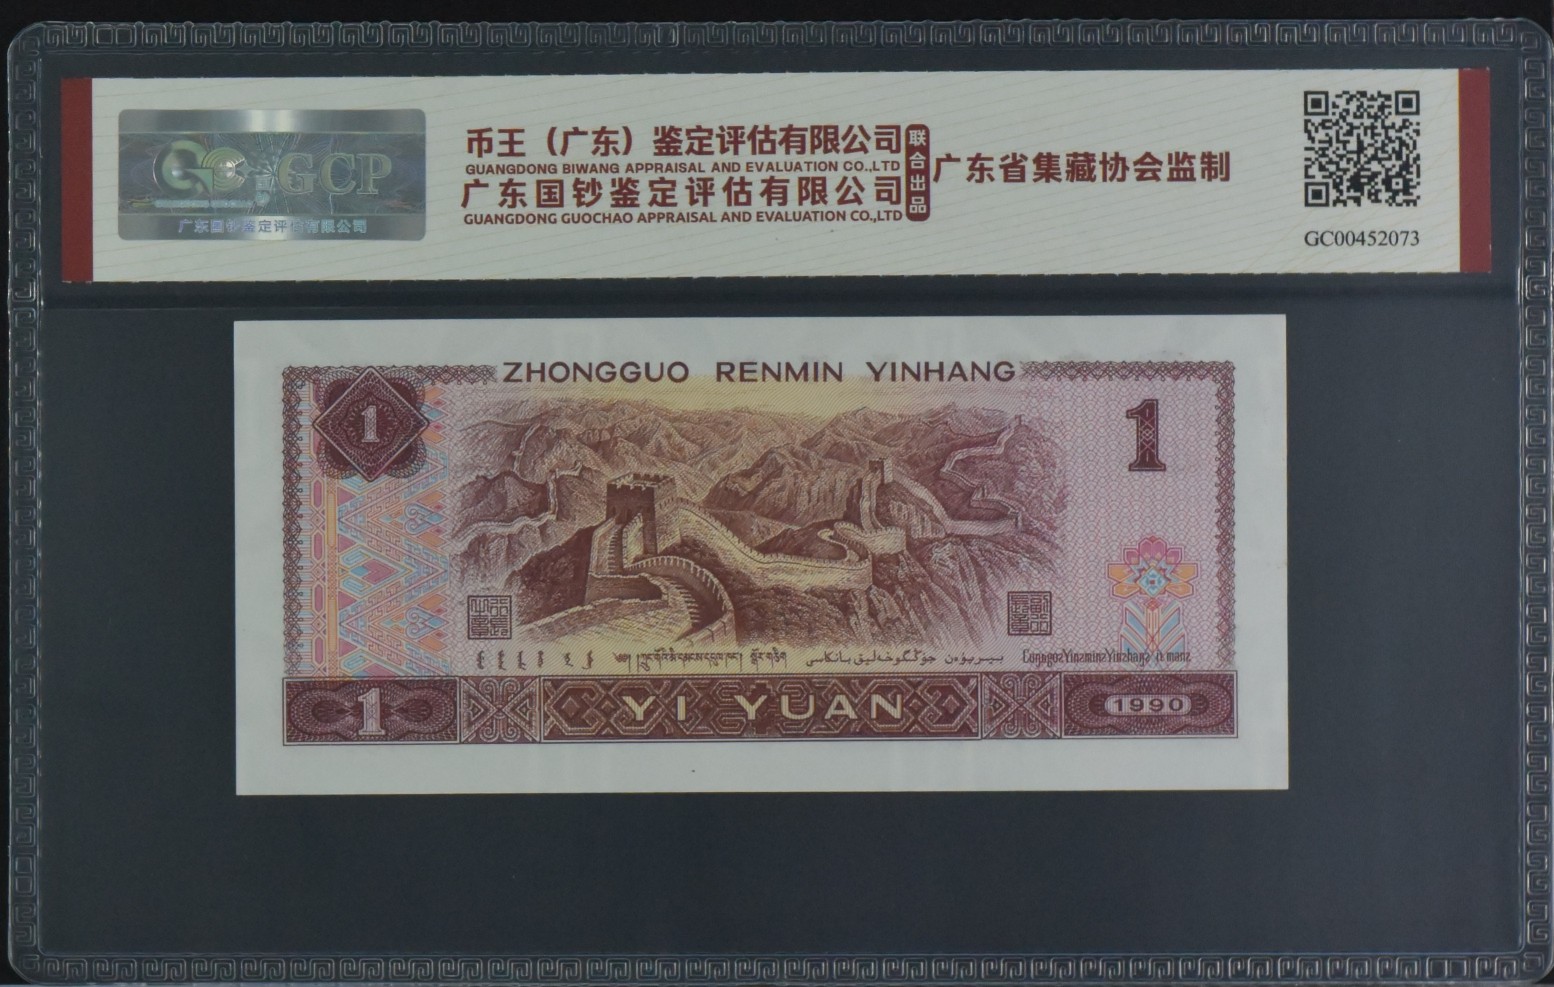 GCP
广东国钞鉴定评估有限公司
币王（广东）鉴定评估有限公司
GUANGDONG BIWANG APPRAISAL AND EVALUATION CO.,LTD
广东国钞鉴定评估有限公司
GUANGDONG GUOCHAO APPRAISAL AND EVALUATION CO.,LTD
联合出品
广东省集藏协会监制
GC00452073
ZHONGGUO RENMIN YINHANG
1
1
1
YI YUAN
1990